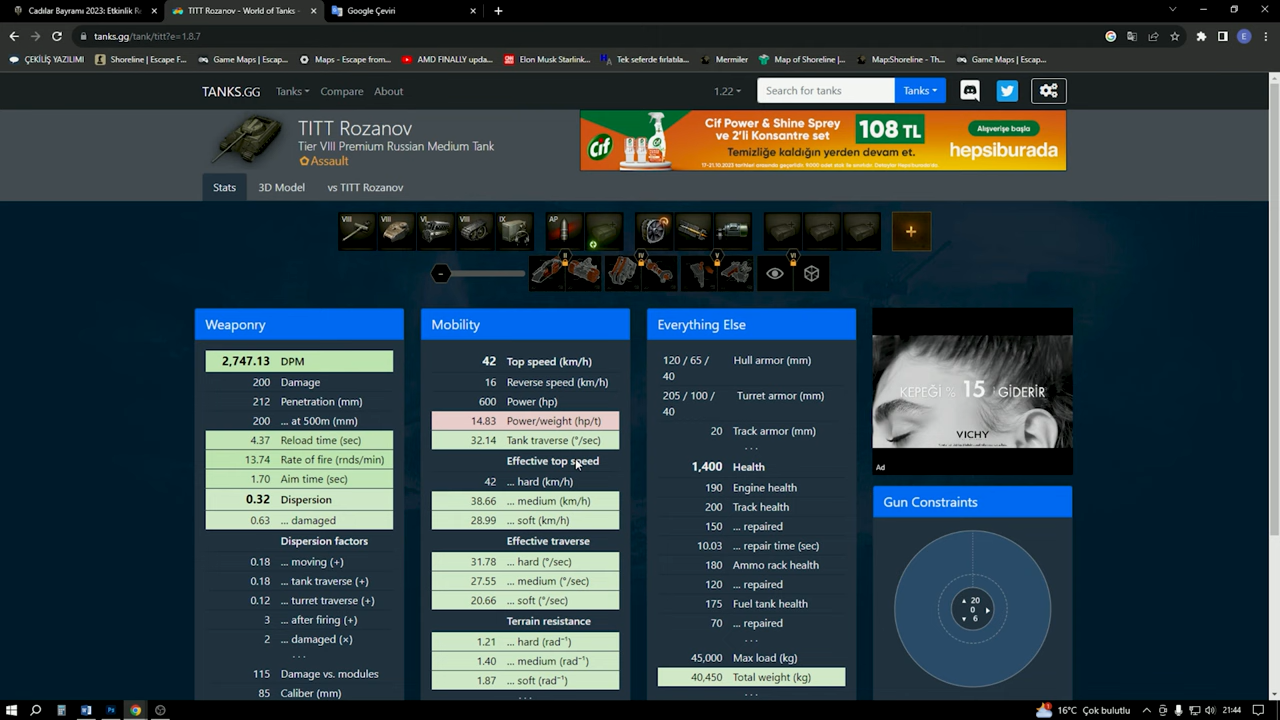 Cadılar Bayramı 2023: Etkinlik R
TITT Rozanov - World of Tanks -
Google Çeviri
tanks.gg/tank/titt?e=1.8.7
ÇEKİLİŞ YALIMI
Shoreline | Escape F...
Game Maps | Escap...
Maps - Escape from...
AMD FINALLY upda...
Elon Musk Starlink...
Tek seferde fırlatıla...
Mermiler
Map of Shoreline |...
Map:Shoreline - Th...
Game Maps | Esc...
TANKS.GG
Tanks
Compare
About
1.22
Search for tanks
Tanks
TITT Rozanov
Tier VIII Premium Russian Medium Tank
Assault
Cif
Cif Power & Shine Sprey
ve 2'li Konsantre set
Temizliğe kaldığın yerden devam et.
108 TL
Alışverişe başla
hepsiburada
Stats
3D Model
vs TITT Rozanov
VIII
VIII
VI
VIII
IX
AP
II
IV
V
VI
Weaponry
2,747.13 DPM
200 Damage
212 Penetration (mm)
200 ... at 500m (mm)
4.37 Reload time (sec)
13.74 Rate of fire (rnds/min)
1.70 Aim time (sec)
0.32 Dispersion
0.63 ... damaged
Dispersion factors
0.18 ... moving (+)
0.18 ... tank traverse (+)
0.12 ... turret traverse (+)
3 ... after firing (+)
2 ... damaged (×)
...
115 Damage vs. modules
85 Caliber (mm)
Mobility
42 Top speed (km/h)
16 Reverse speed (km/h)
600 Power (hp)
14.83 Power/weight (hp/t)
32.14 Tank traverse (°/sec)
Effective top speed
42 ... hard (km/h)
38.66 ... medium (km/h)
28.99 ... soft (km/h)
Effective traverse
31.78 ... hard (°/sec)
27.55 ... medium (°/sec)
20.66 ... soft (°/sec)
Terrain resistance
1.21 ... hard (rad⁻¹)
1.40 ... medium (rad⁻¹)
1.87 ... soft (rad⁻¹)
...
Everything Else
120 / 65 / 40 Hull armor (mm)
205 / 100 / 40 Turret armor (mm)
20 Track armor (mm)
...
1,400 Health
190 Engine health
200 Track health
150 ... repaired
10.03 ... repair time (sec)
180 Ammo rack health
120 ... repaired
175 Fuel tank health
70 ... repaired
...
45,000 Max load (kg)
40,450 Total weight (kg)
...
KEPEĞİ % 15 i GİDERİR
VICHY
Ad
Gun Constraints
20
0
6
16°C Çok bulutlu
21:44